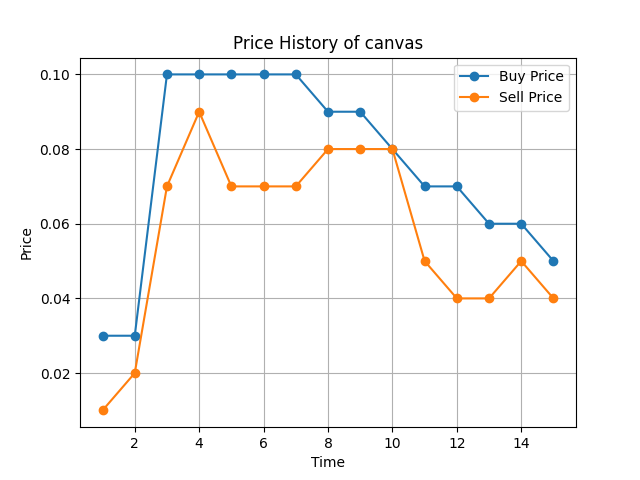 Price History of canvas
Buy Price
Sell Price
0.10
0.08
0.06
0.04
0.02
Price
2 4 6 8 10 12 14
Time